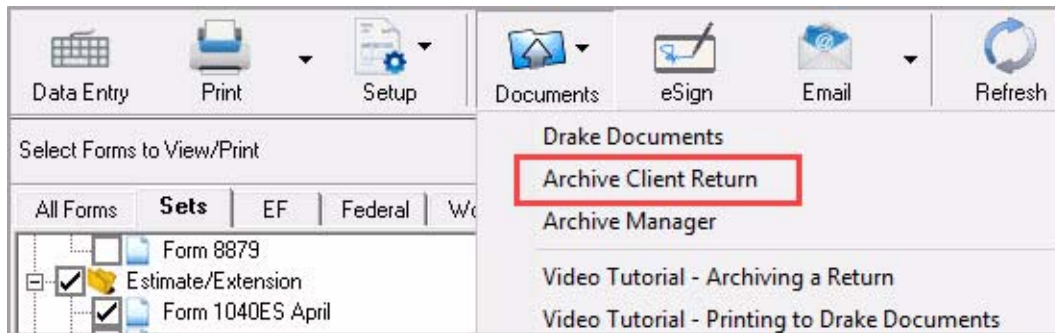 Data Entry Print Setup Documents eSign Email Refresh
Select Forms to View/Print
Drake Documents
Archive Client Return
Archive Manager
Video Tutorial - Archiving a Return
Video Tutorial - Printing to Drake Documents
All Forms Sets EF Federal
Form 8879
Estimate/Extension
Form 1040ES April